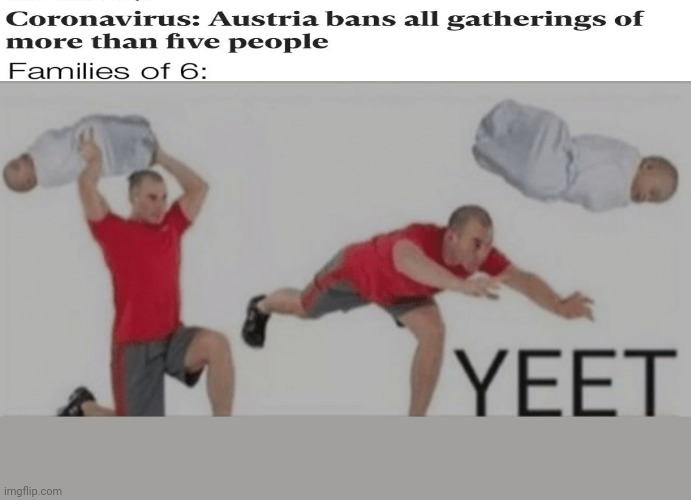 Coronavirus: Austria bans all gatherings of
more than five people
Families of 6:
YEET
imgflip.com